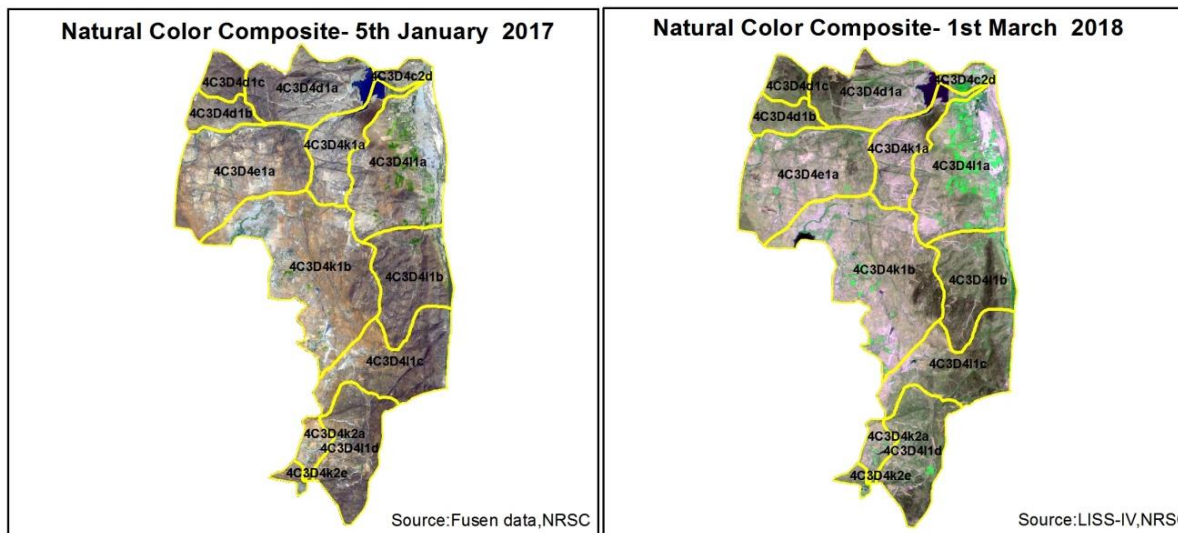 Natural Color Composite- 5th January 2017
4C3D4d1c
4C3D4d1a
4C3D4c2d
4C3D4d1b
4C3D4k1a
4C3D4l1a
4C3D4e1a
4C3D4k1b
4C3D4l1b
4C3D4l1c
4C3D4k2a
4C3D4l1d
4C3D4k2e
Source:Fusen data,NRSC
Natural Color Composite- 1st March 2018
4C3D4d1c
4C3D4d1a
4C3D4c2d
4C3D4d1b
4C3D4k1a
4C3D4l1a
4C3D4e1a
4C3D4k1b
4C3D4l1b
4C3D4l1c
4C3D4k2a
4C3D4l1d
4C3D4k2e
Source:LISS-IV,NRSC